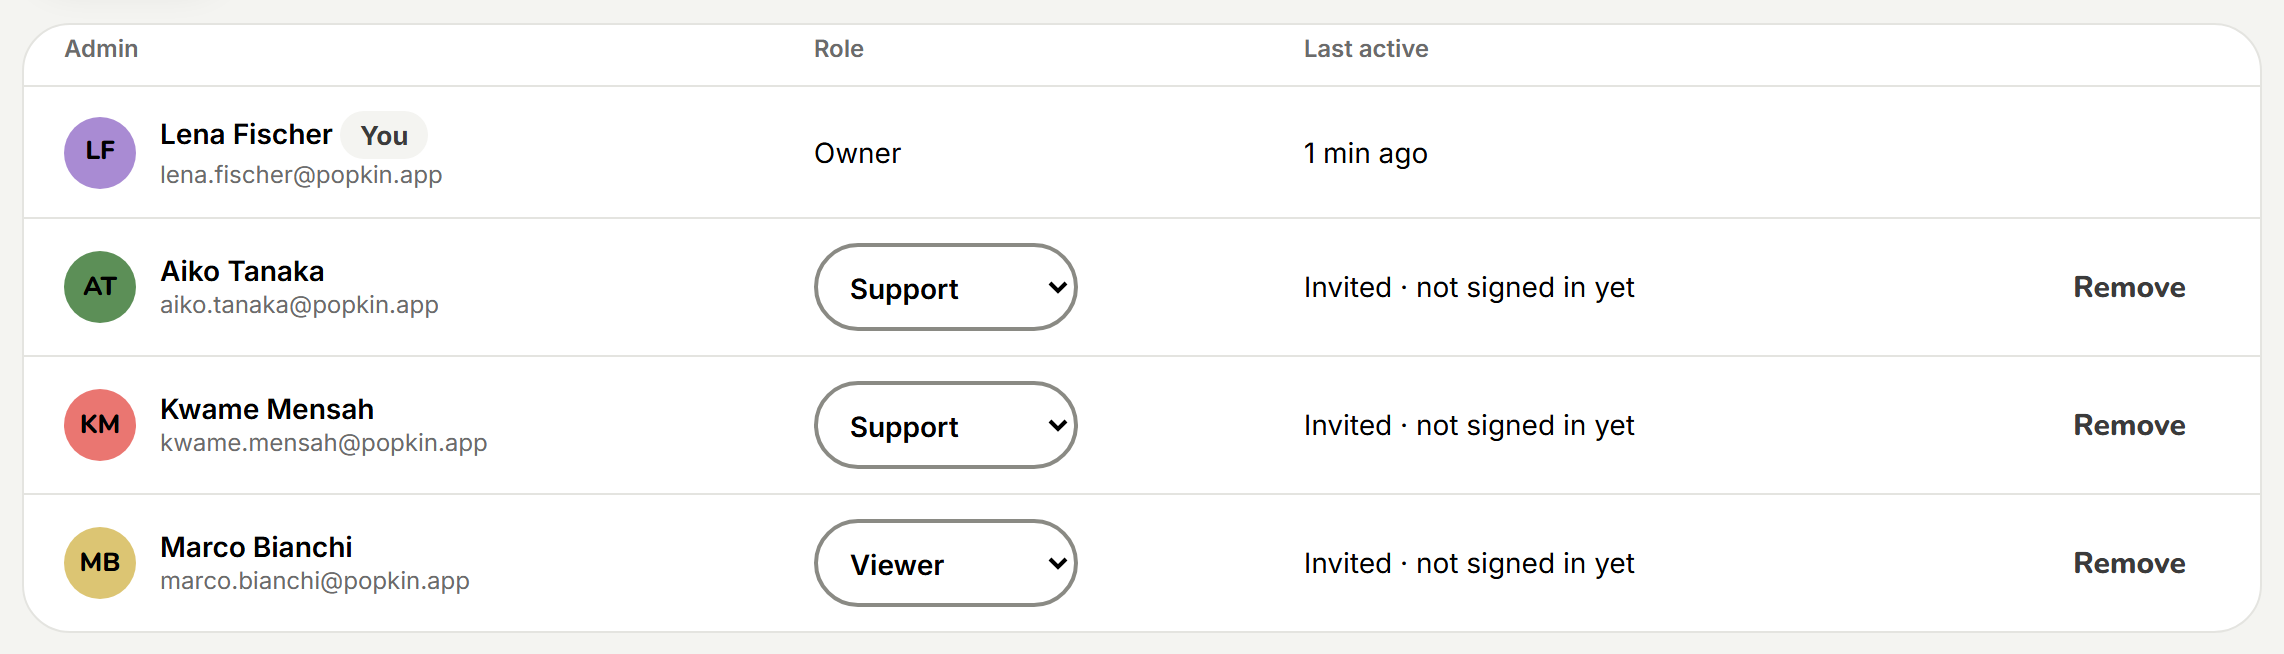 Admin Role Last active
LF Lena Fischer You Owner 1 min ago
lena.fischer@popkin.app
AT Aiko Tanaka Support Invited · not signed in yet Remove
aiko.tanaka@popkin.app
KM Kwame Mensah Support Invited · not signed in yet Remove
kwame.mensah@popkin.app
MB Marco Bianchi Viewer Invited · not signed in yet Remove
marco.bianchi@popkin.app